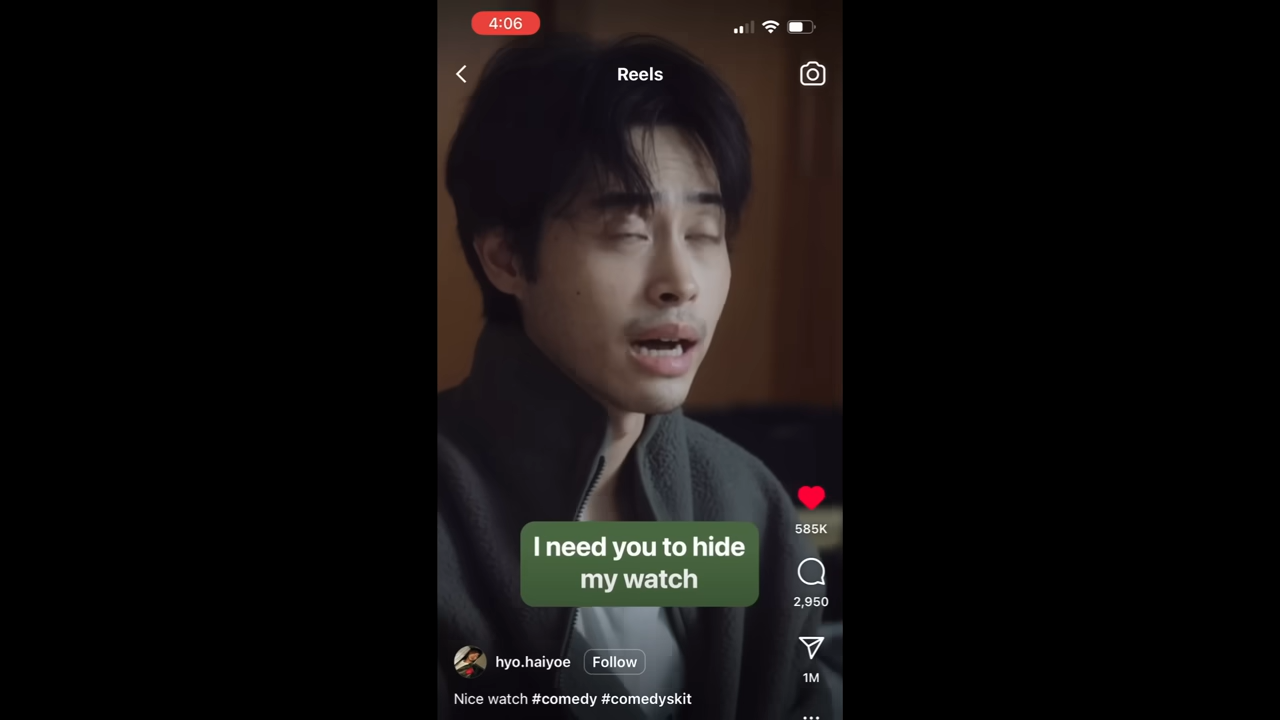 4:06
Reels
I need you to hide
my watch
585K
2,950
1M
hyo.haiyoe
Follow
Nice watch #comedy #comedyskit